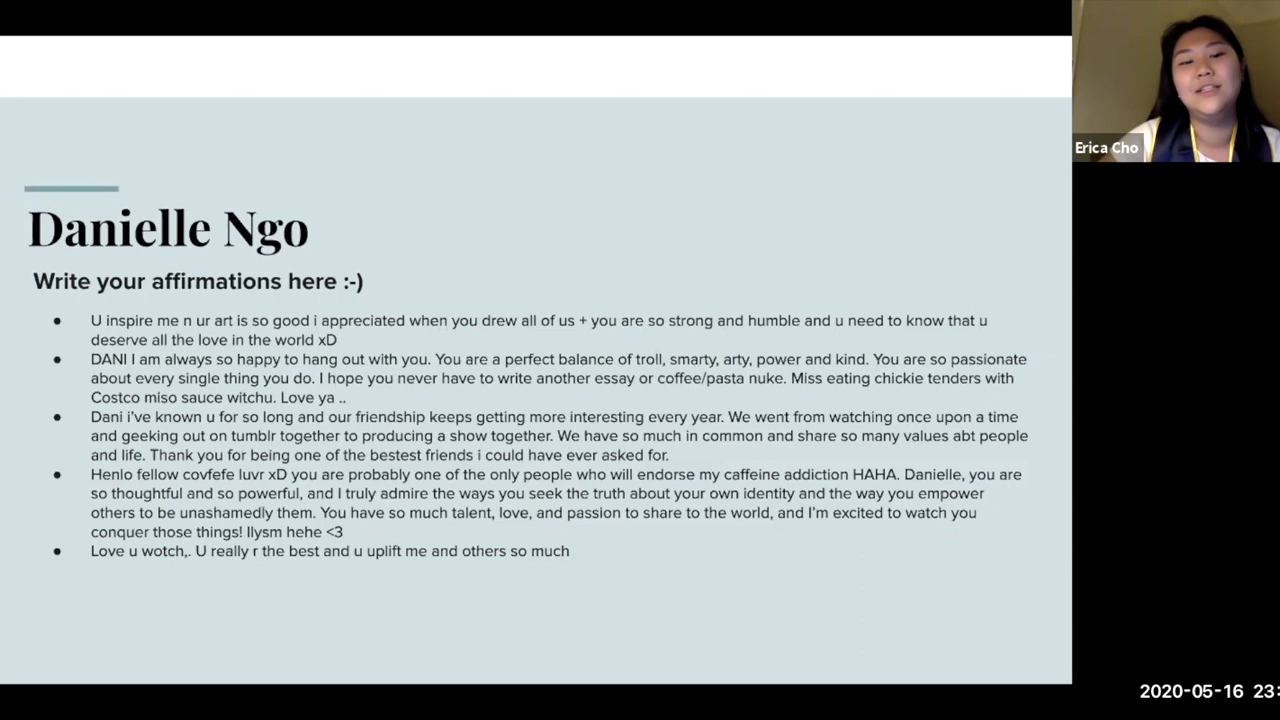 Danielle Ngo
Write your affirmations here :-)
● U inspire me n ur art is so good i appreciated when you drew all of us + you are so strong and humble and u need to know that u
deserve all the love in the world xD
● DANI I am always so happy to hang out with you. You are a perfect balance of troll, smarty, arty, power and kind. You are so passionate
about every single thing you do. I hope you never have to write another essay or coffee/pasta nuke. Miss eating chickie tenders with
Costco miso sauce witchu. Love ya ..
● Dani i've known u for so long and our friendship keeps getting more interesting every year. We went from watching once upon a time
and geeking out on tumblr together to producing a show together. We have so much in common and share so many values abt people
and life. Thank you for being one of the bestest friends i could have ever asked for.
● Henlo fellow covfefe luvr xD you are probably one of the only people who will endorse my caffeine addiction HAHA. Danielle, you are
so thoughtful and so powerful, and I truly admire the ways you seek the truth about your own identity and the way you empower
others to be unashamedly them. You have so much talent, love, and passion to share to the world, and I'm excited to watch you
conquer those things! Ilysm hehe <3
● Love u wotch,. U really r the best and u uplift me and others so much
Erica Cho
2020-05-16 23: